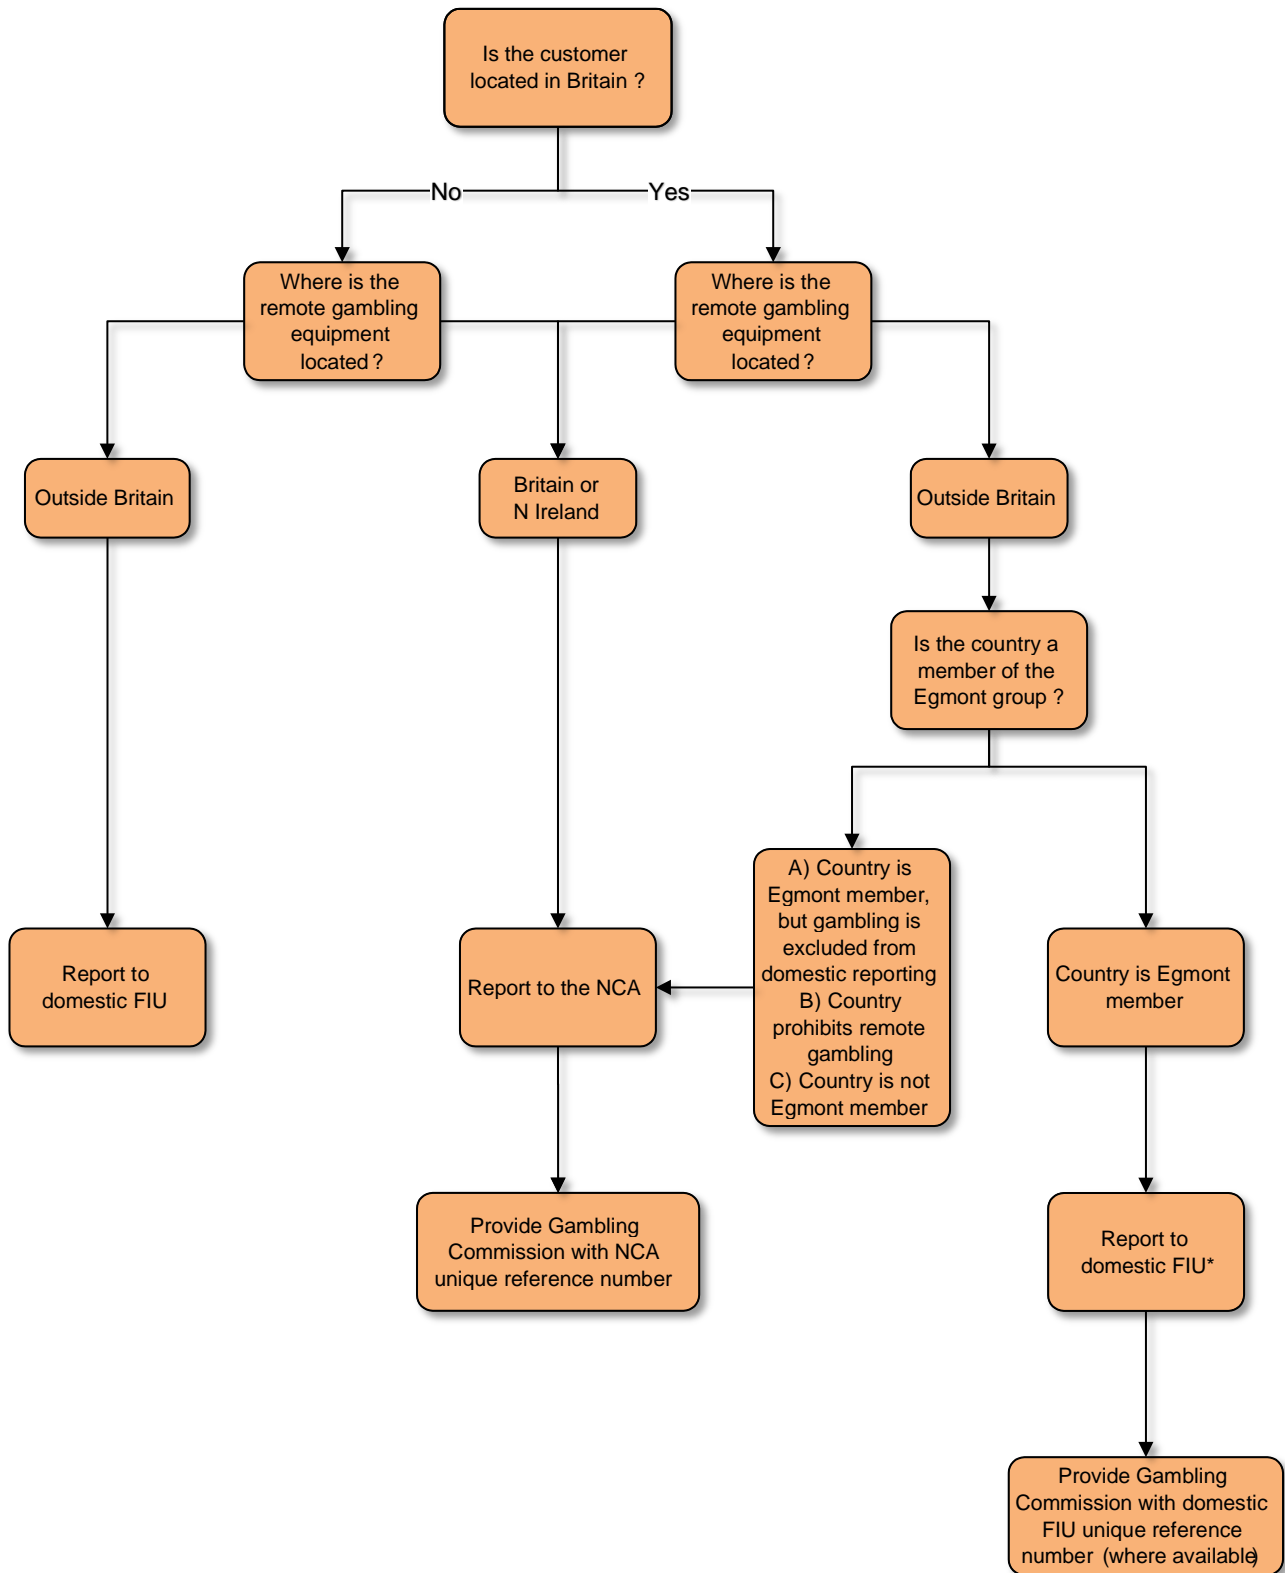 Is the customer
located in Britain ?
No
Yes
Where is the
remote gambling
equipment
located ?
Where is the
remote gambling
equipment
located ?
Outside Britain
Britain or
N Ireland
Outside Britain
Is the country a
member of the
Egmont group ?
A) Country is
Egmont member,
but gambling is
excluded from
domestic reporting
B) Country
prohibits remote
gambling
C) Country is not
Egmont member
Report to
domestic FIU
Report to the NCA
Country is Egmont
member
Provide Gambling
Commission with NCA
unique reference number
Report to
domestic FIU*
Provide Gambling
Commission with domestic
FIU unique reference
number (where available)